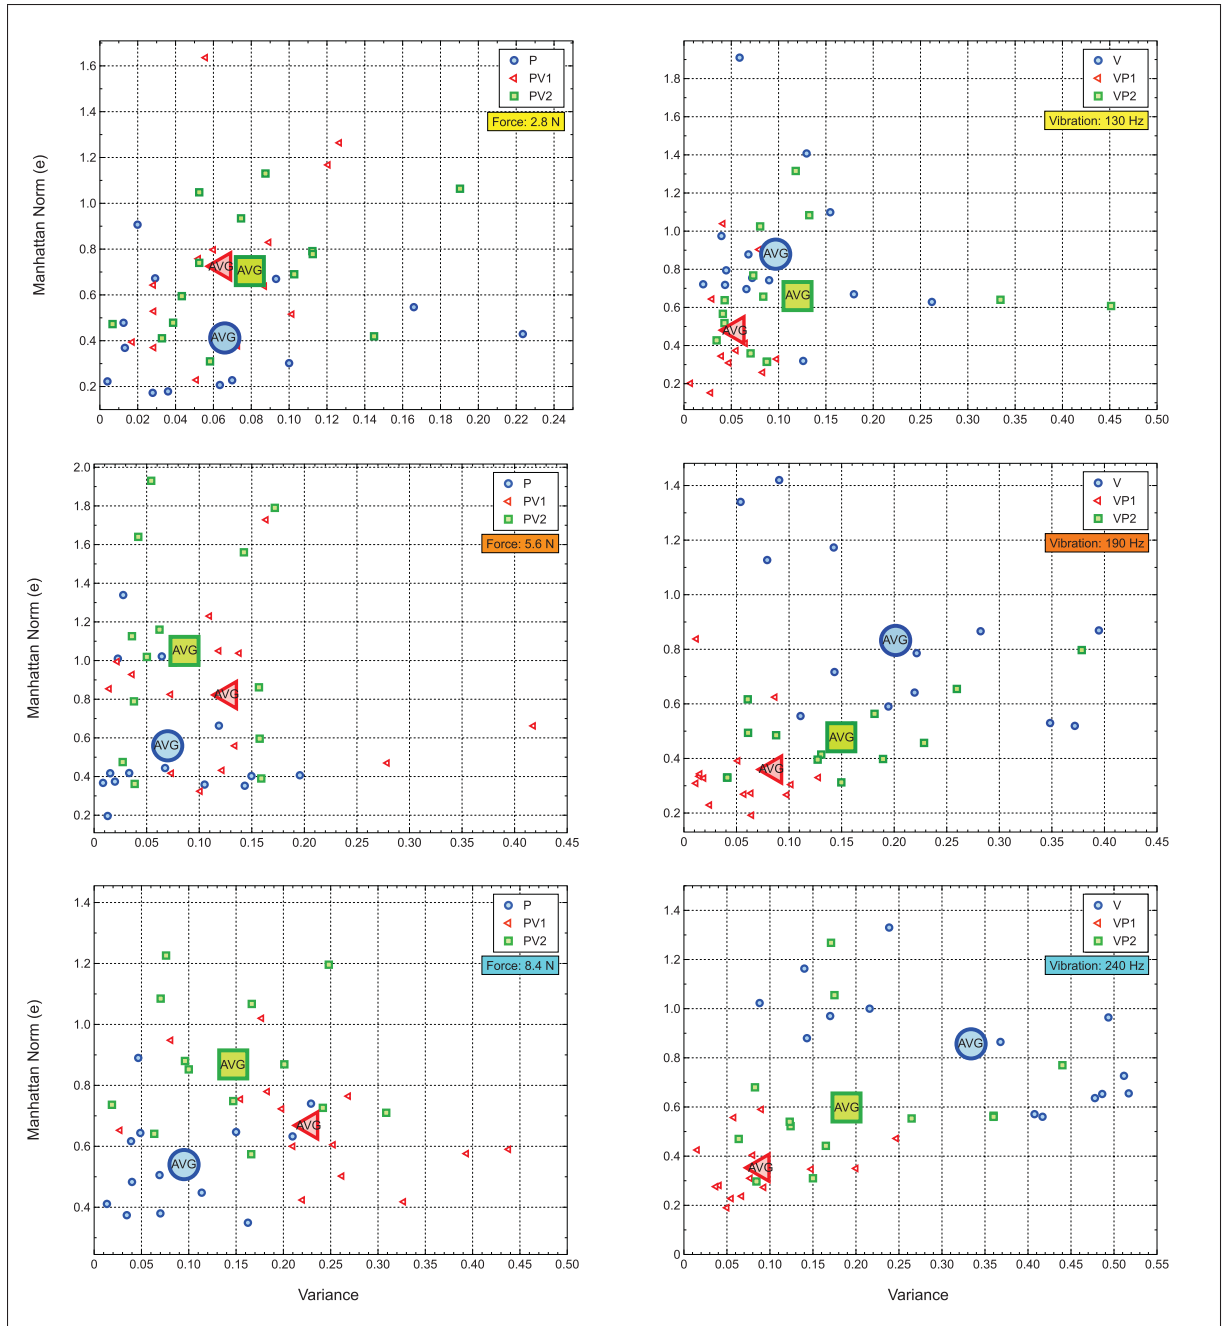 P
PV1
PV2
Force: 2.8 N
1.6
1.4
1.2
1.0
0.8
0.6
0.4
0.2
Manhattan Norm (e)
AVG
AVG
AVG
0 0.02 0.04 0.06 0.08 0.10 0.12 0.14 0.16 0.18 0.20 0.22 0.24
V
VP1
VP2
Vibration: 130 Hz
1.8
1.6
1.4
1.2
1.0
0.8
0.6
0.4
0.2
AVG
AVG
AVG
0 0.05 0.10 0.15 0.20 0.25 0.30 0.35 0.40 0.45 0.50
P
PV1
PV2
Force: 5.6 N
2.0
1.8
1.6
1.4
1.2
1.0
0.8
0.6
0.4
0.2
Manhattan Norm (e)
AVG
AVG
AVG
0 0.05 0.10 0.15 0.20 0.25 0.30 0.35 0.40 0.45
V
VP1
VP2
Vibration: 190 Hz
1.4
1.2
1.0
0.8
0.6
0.4
0.2
AVG
AVG
AVG
0 0.05 0.10 0.15 0.20 0.25 0.30 0.35 0.40 0.45
P
PV1
PV2
Force: 8.4 N
1.4
1.2
1.0
0.8
0.6
0.4
Manhattan Norm (e)
AVG
AVG
AVG
0 0.05 0.10 0.15 0.20 0.25 0.30 0.35 0.40 0.45 0.50
Variance
V
VP1
VP2
Vibration: 240 Hz
1.4
1.2
1.0
0.8
0.6
0.4
0.2
0
AVG
AVG
AVG
0 0.05 0.10 0.15 0.20 0.25 0.30 0.35 0.40 0.45 0.50 0.55
Variance